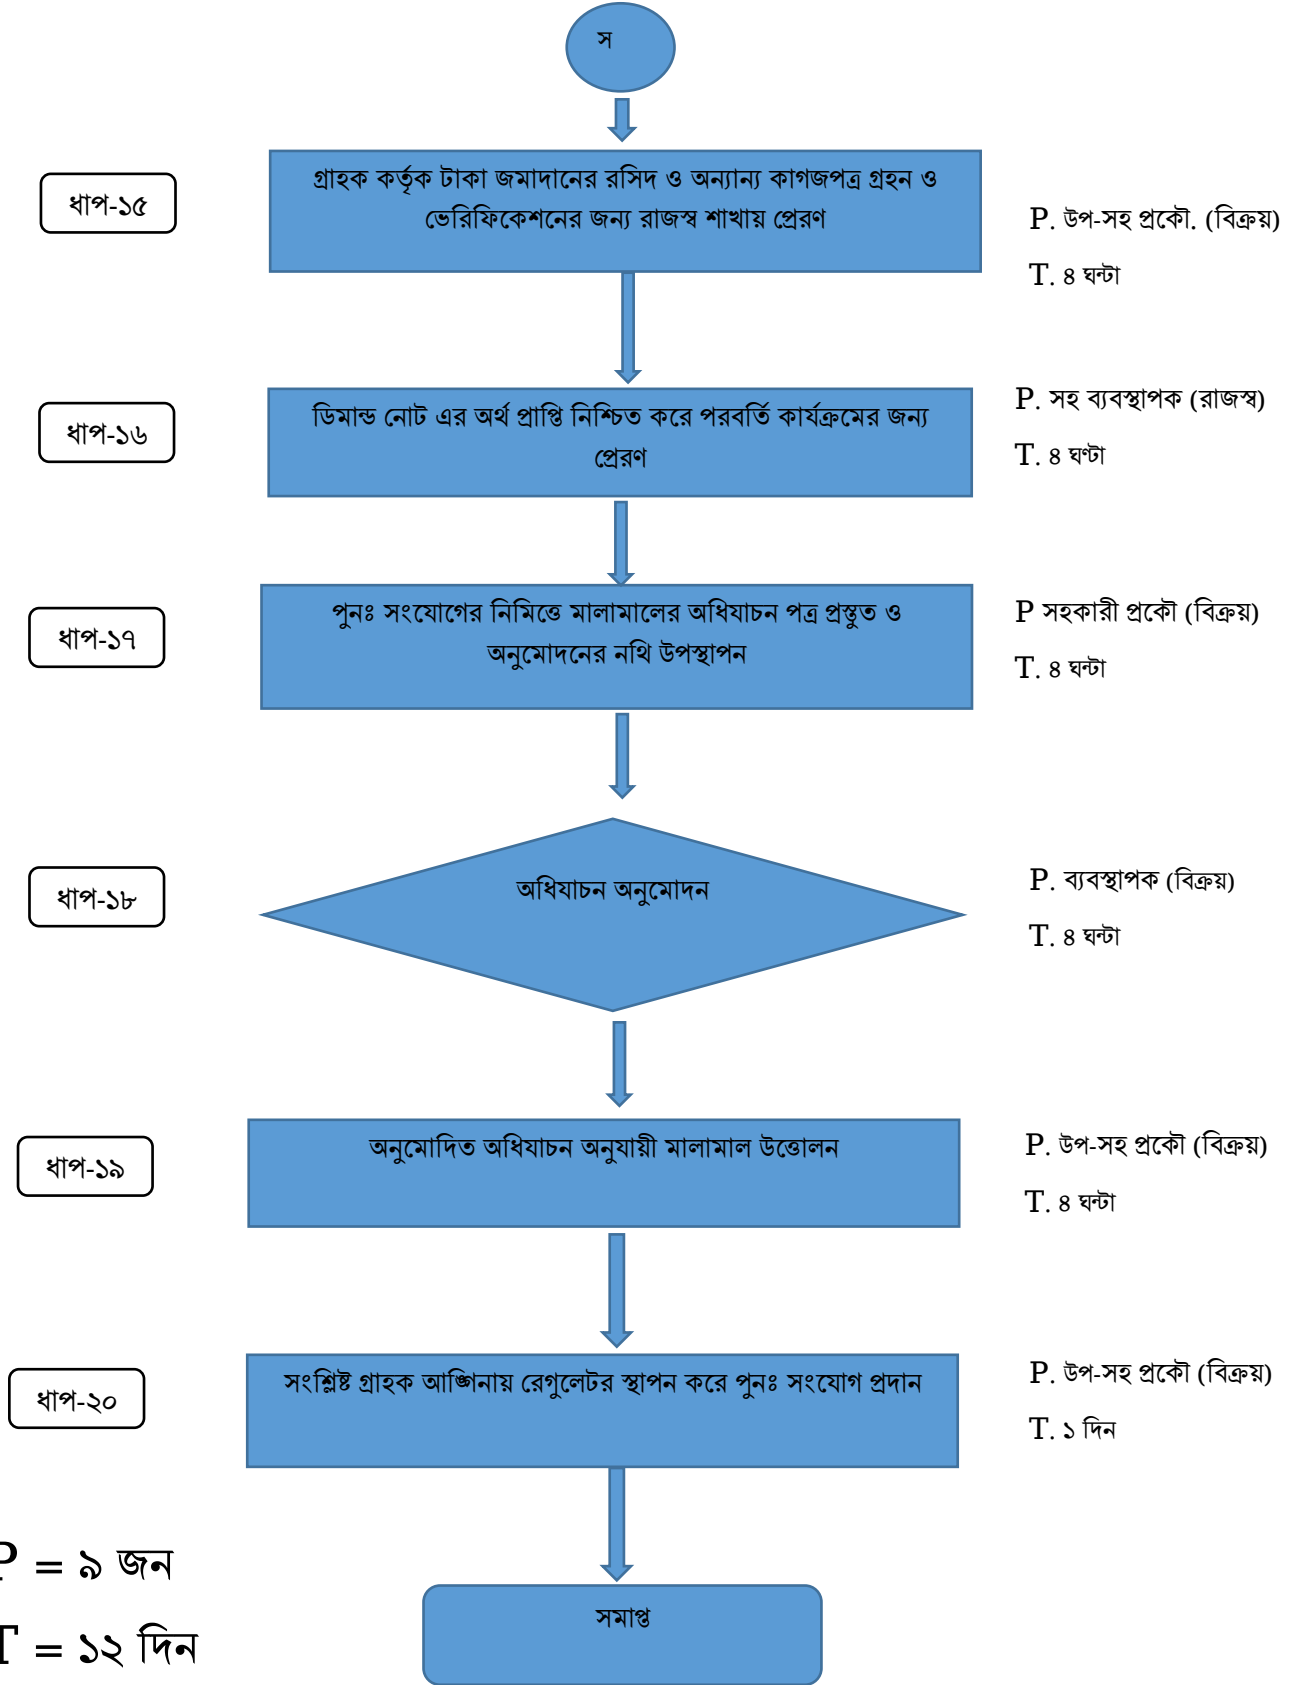 স
ধাপ-১৫
গ্রাহক কর্তৃক টাকা জমাদানের রসিদ ও অন্যান্য কাগজপত্র গ্রহন ও
ভেরিফিকেশনের জন্য রাজস্ব শাখায় প্রেরণ
P. উপ-সহ প্রকৌ. (বিক্রয়)
T. ৪ ঘন্টা
ধাপ-১৬
ডিমান্ড নোট এর অর্থ প্রাপ্তি নিশ্চিত করে পরবর্তি কার্যক্রমের জন্য
প্রেরণ
P. সহ ব্যবস্থাপক (রাজস্ব)
T. ৪ ঘণ্টা
ধাপ-১৭
পুনঃ সংযোগের নিমিত্তে মালামালের অধিযাচন পত্র প্রস্তুত ও
অনুমোদনের নথি উপস্থাপন
P সহকারী প্রকৌ (বিক্রয়)
T. ৪ ঘন্টা
ধাপ-১৮
অধিযাচন অনুমোদন
P. ব্যবস্থাপক (বিক্রয়)
T. ৪ ঘন্টা
ধাপ-১৯
অনুমোদিত অধিযাচন অনুযায়ী মালামাল উত্তোলন
P. উপ-সহ প্রকৌ (বিক্রয়)
T. ৪ ঘন্টা
ধাপ-২০
সংশ্লিষ্ট গ্রাহক আঙ্গিনায় রেগুলেটর স্থাপন করে পুনঃ সংযোগ প্রদান
P. উপ-সহ প্রকৌ (বিক্রয়)
T. ১ দিন
P = ৯ জন
T = ১২ দিন
সমাপ্ত